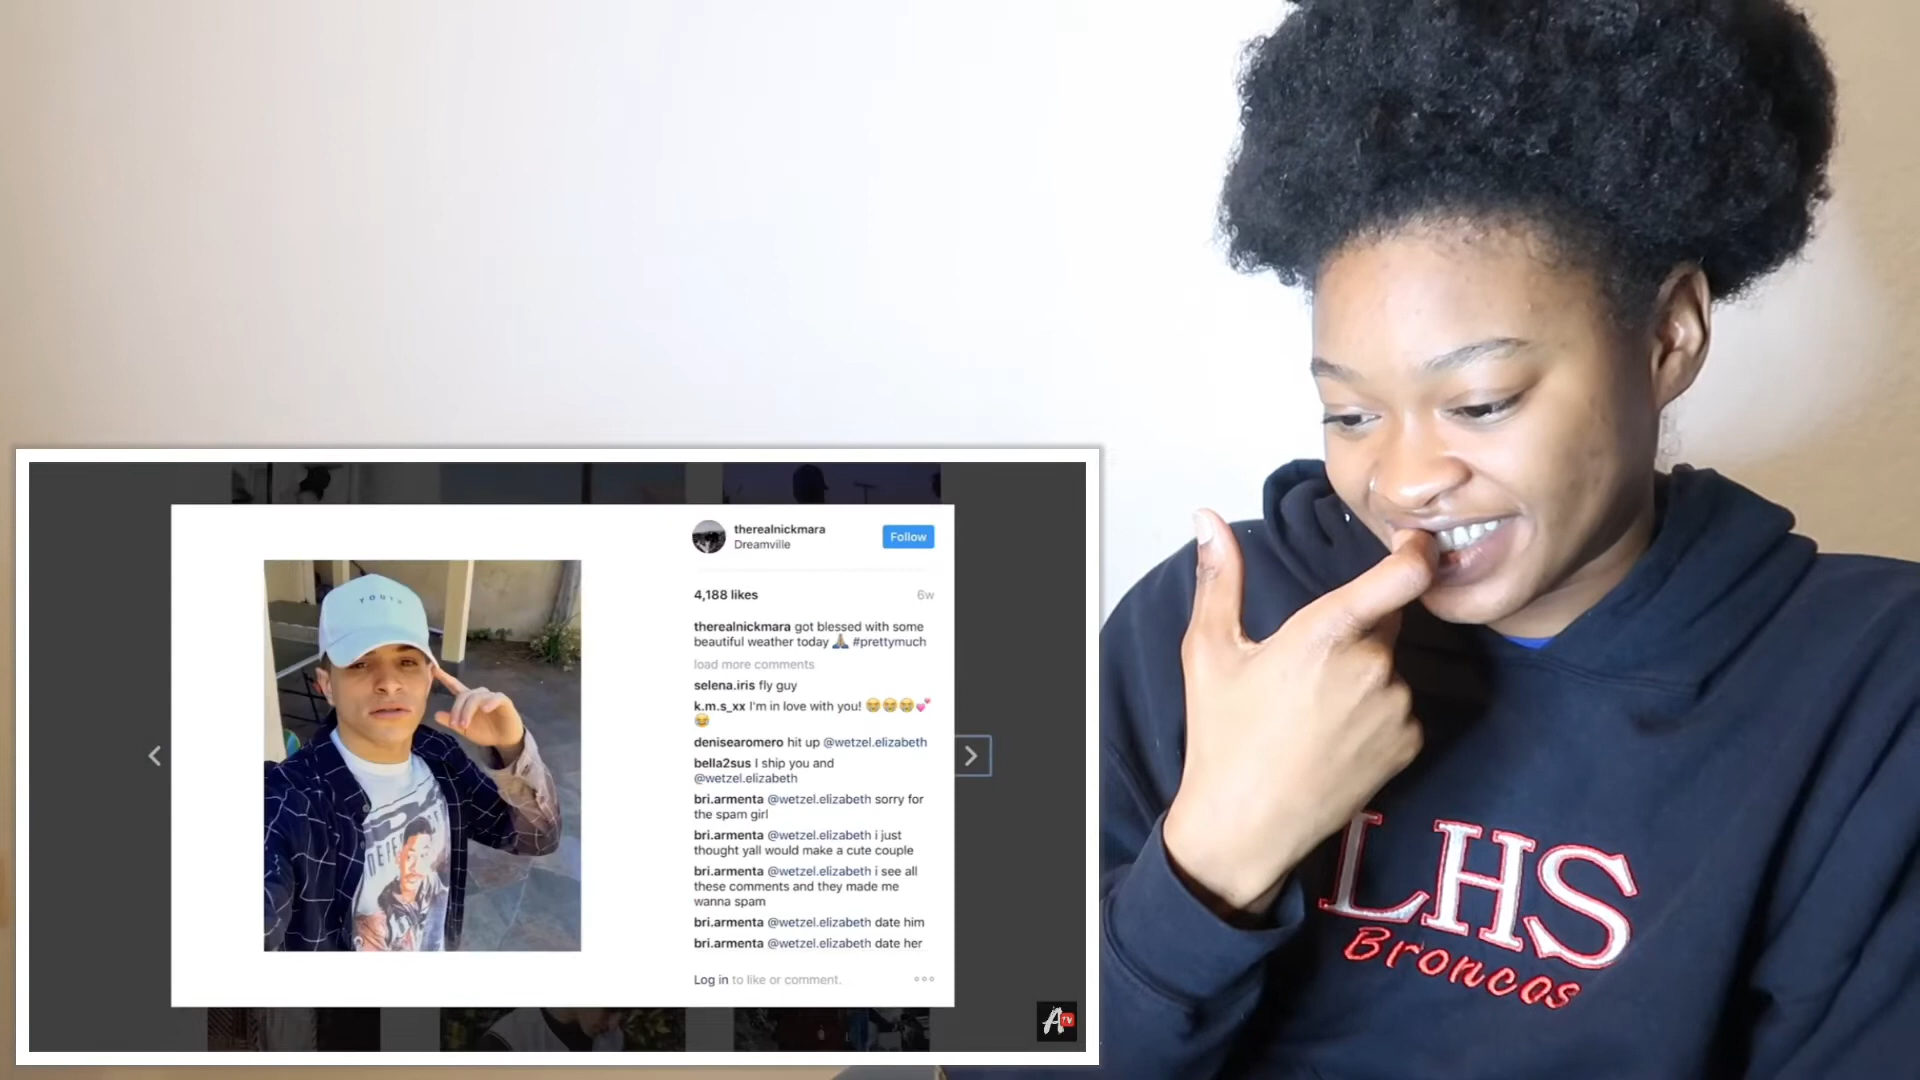 therealnickmara
Dreamville
Follow
4,188 likes
6w
therealnickmara got blessed with some
beautiful weather today 🙏🏽 #prettymuch
load more comments
selena.iris fly guy
k.m.s_xx I'm in love with you! 😂😂😂💕
😂
denisearomero hit up @wetzel.elizabeth
bella2sus I ship you and
@wetzel.elizabeth
bri.armenta @wetzel.elizabeth sorry for
the spam girl
bri.armenta @wetzel.elizabeth i just
thought yall would make a cute couple
bri.armenta @wetzel.elizabeth i see all
these comments and they made me
wanna spam
bri.armenta @wetzel.elizabeth date him
bri.armenta @wetzel.elizabeth date her
Log in to like or comment.
YOUTH
A TV
LHS
Broncos